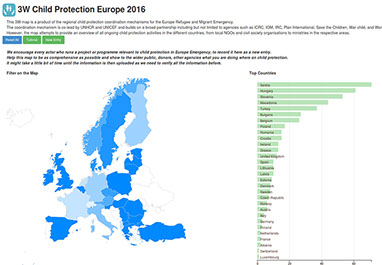 3W Child Protection Europe 2016
This map is a product of the regional child protection coordination mechanisms for the Europe Refugee and Migrant Emergency.
The coordination mechanisms is co-lead by UNHCR and UNICEF and builds on a broad partnership including but not limited to agencies such as ICRC, IOM, IRC, Plan International, Save the Children, War child, and
However, the map attempts to provide an overview of all ongoing child protection activities in the different countries, from local NGOs and civil society organisations to ministries in the respective areas.
Read All Tutorial New Entry
We encourage every actor who runs a project or programme relevant to child protection in Europe Emergency, to record it here as a new entry.
Help this map to be as comprehensive as possible and share to the wider public, donors, other agencies what you are doing where on child protection.
It might take a little bit of time until the information is then uploaded as we need to verify all the information before.
Filter on the Map
Top Countries
Serbia
Hungary
Slovenia
Macedonia
Turkey
Bulgaria
Belgium
Poland
Romania
Croatia
Ireland
Greece
United Kingdom
Spain
Lithuania
Latvia
Estonia
Denmark
Sweden
Czech Republic
Norway
Austria
Italy
Germany
Finland
Netherlands
France
Albania
Switzerland
Luxembourg
0 20 40 60